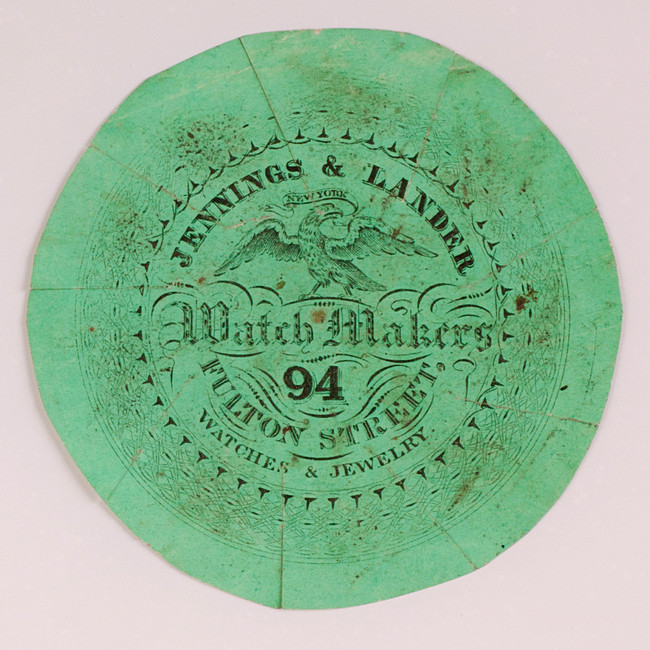 JENNINGS & LANDER
NEW YORK
Watch Makers
94
FULTON STREET,
WATCHES & JEWELRY